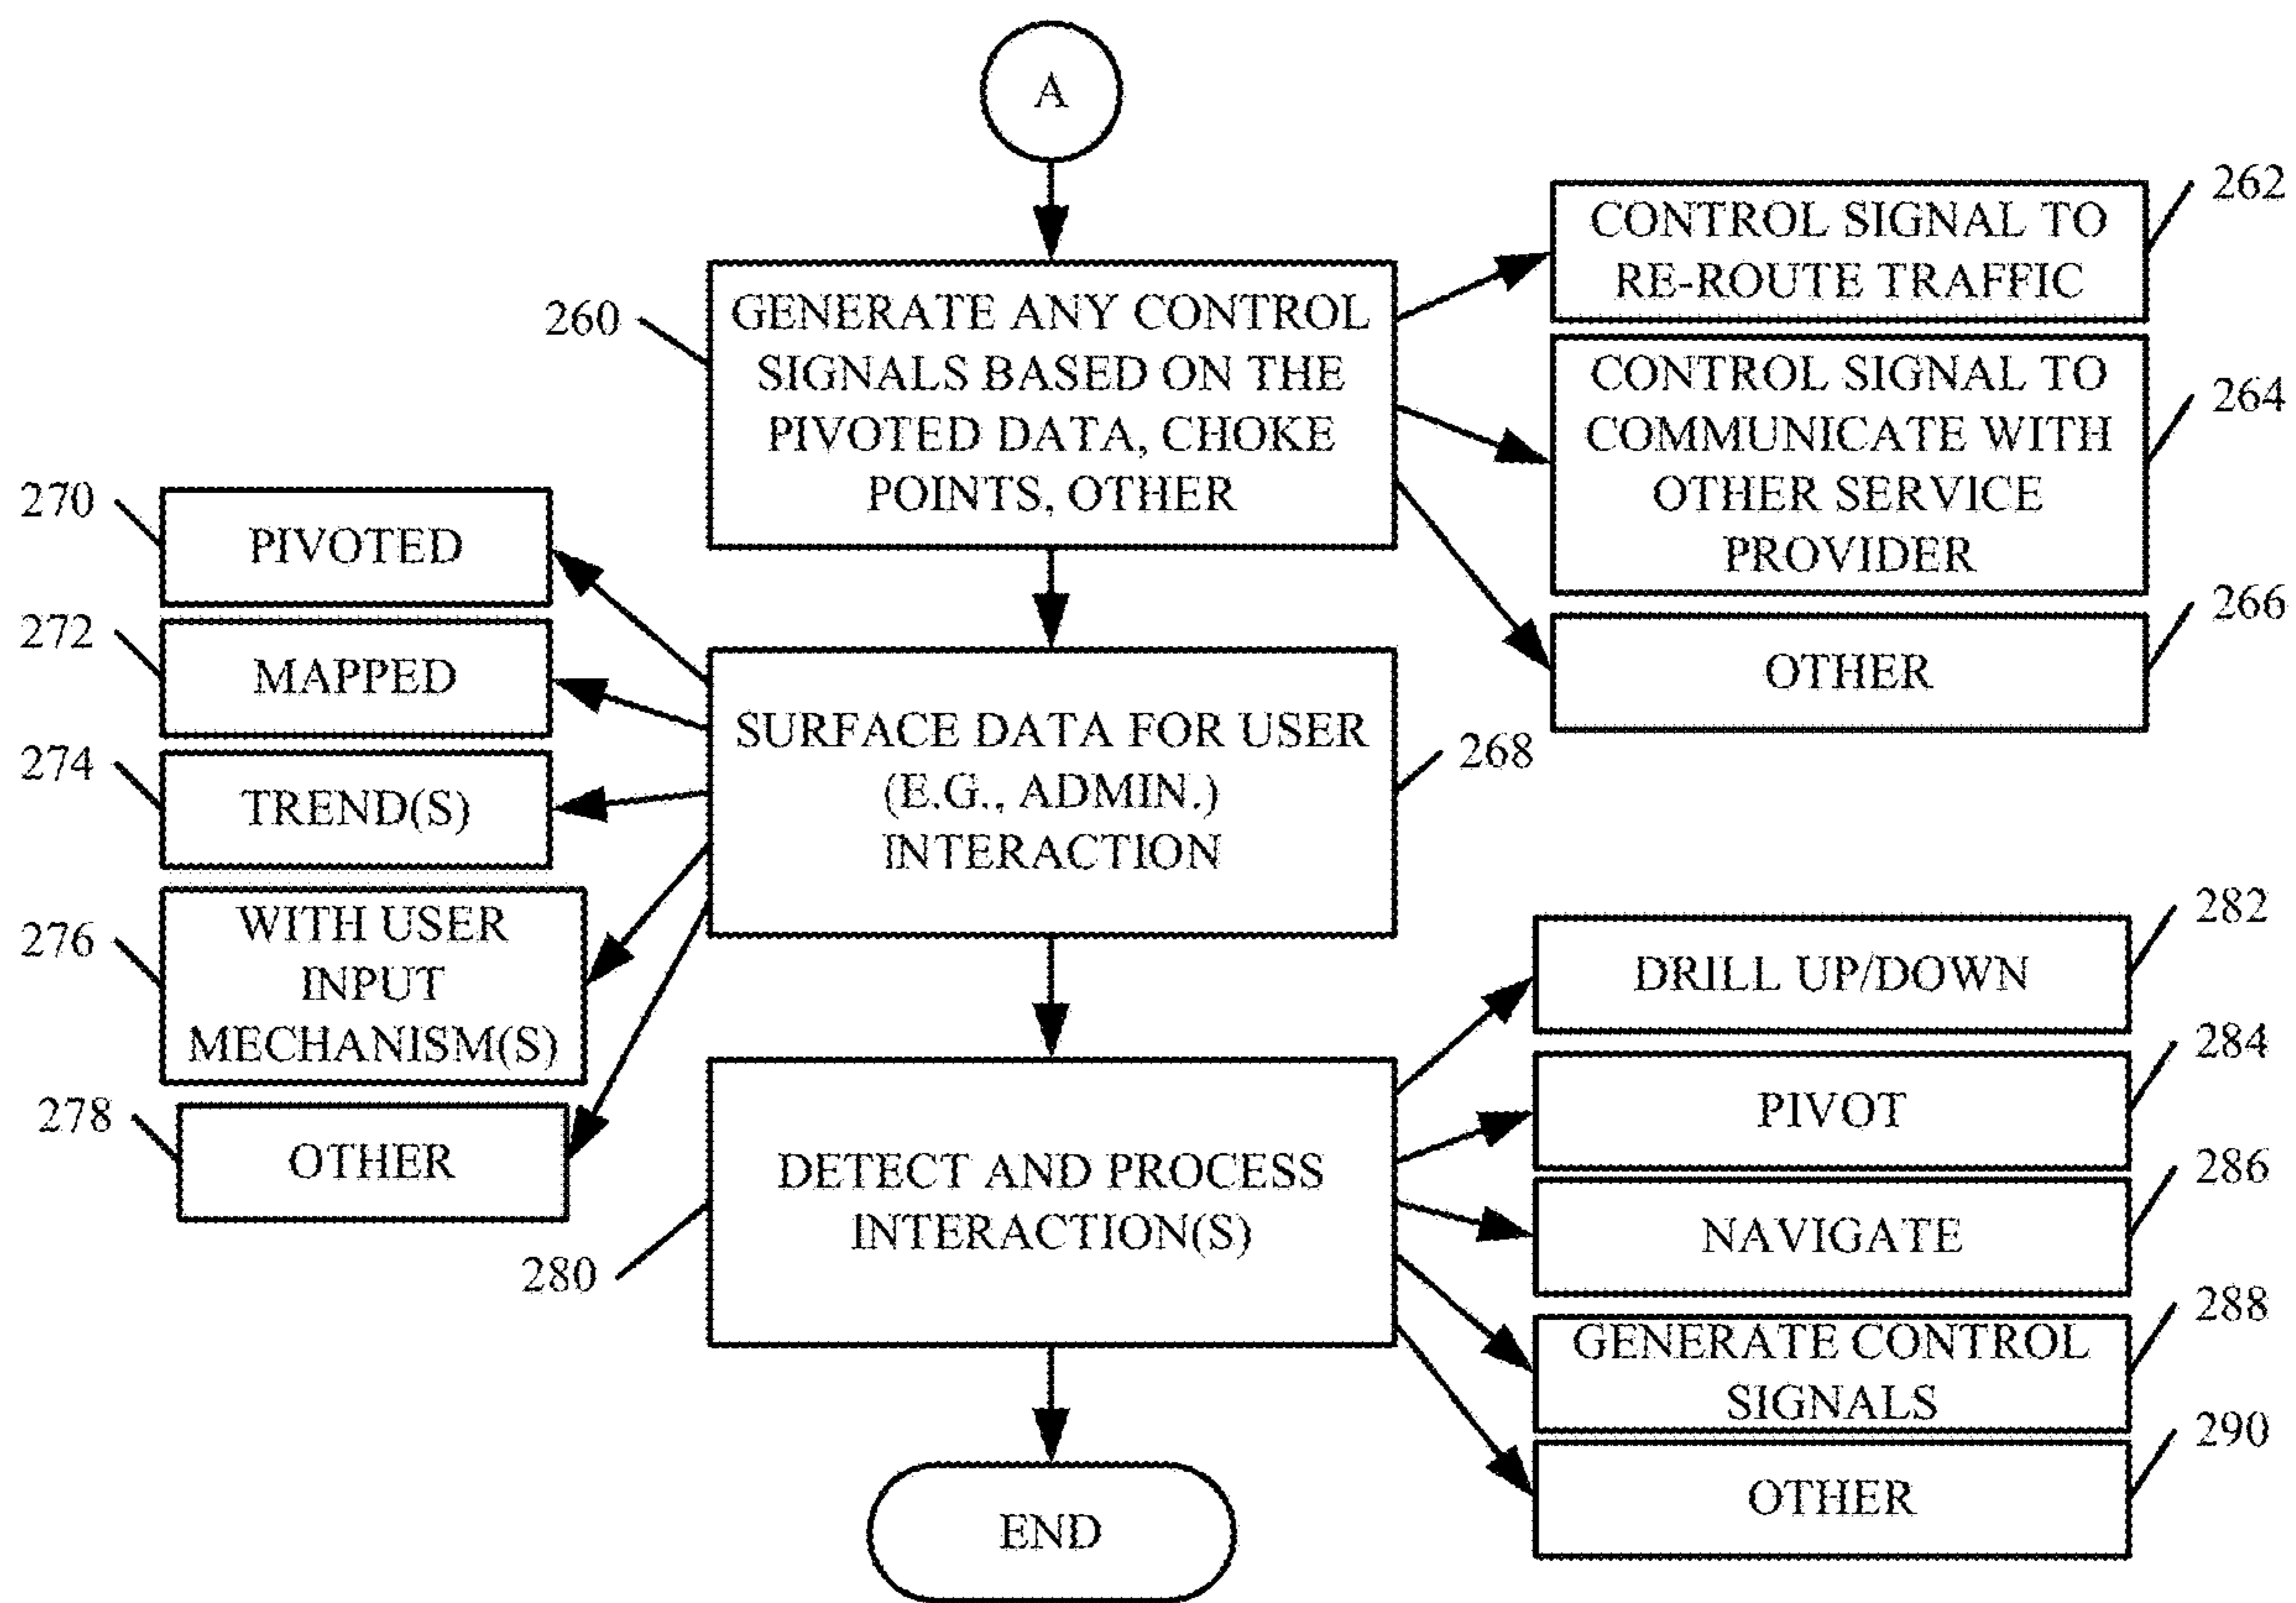 A
260
GENERATE ANY CONTROL
SIGNALS BASED ON THE
PIVOTED DATA, CHOKE
POINTS, OTHER
CONTROL SIGNAL TO
RE-ROUTE TRAFFIC
262
CONTROL SIGNAL TO
COMMUNICATE WITH
OTHER SERVICE
PROVIDER
264
OTHER
266
SURFACE DATA FOR USER
(E.G., ADMIN.)
INTERACTION
268
270
PIVOTED
272
MAPPED
274
TREND(S)
276
WITH USER
INPUT
MECHANISM(S)
278
OTHER
DETECT AND PROCESS
INTERACTION(S)
280
DRILL UP/DOWN
282
PIVOT
284
NAVIGATE
286
GENERATE CONTROL
SIGNALS
288
OTHER
290
END